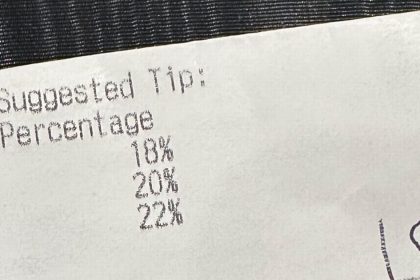 Suggested Tip:
Percentage
18%
20%
22%